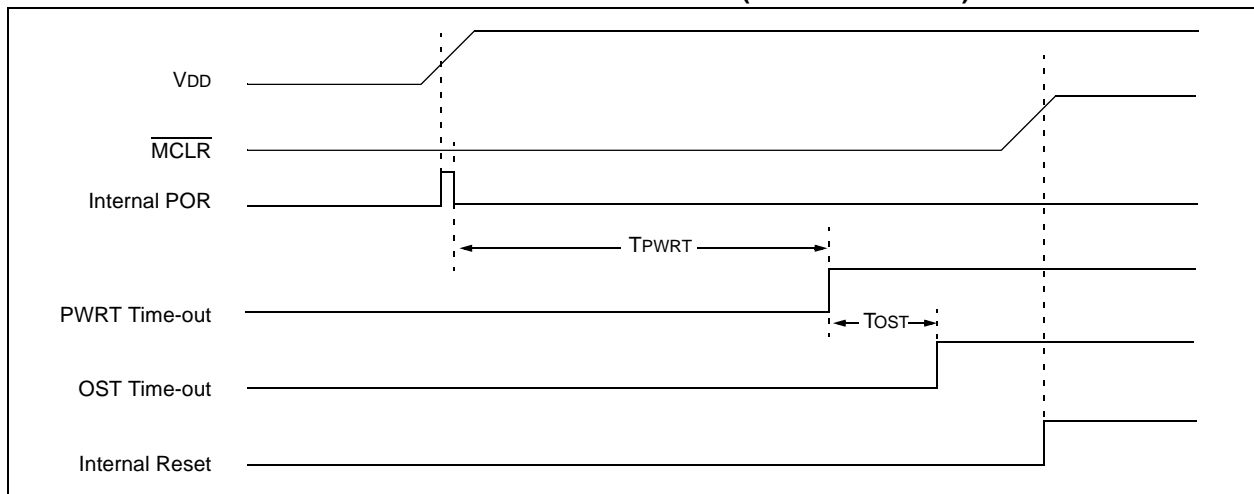 VDD
MCLR
Internal POR
TPWRT
PWRT Time-out
TOST
OST Time-out
Internal Reset